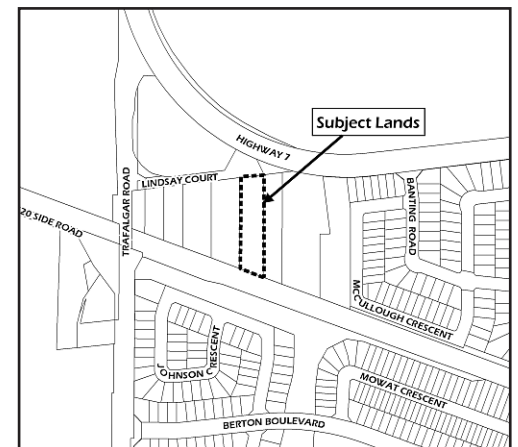 Subject Lands
HIGHWAY 7
LINDSAY COURT
TRAFALGAR ROAD
20 SIDE ROAD
BANTING ROAD
MCCULLOUGH CRESCENT
JOHNSON CRESCENT
MOWAT CRESCENT
BERTON BOULEVARD